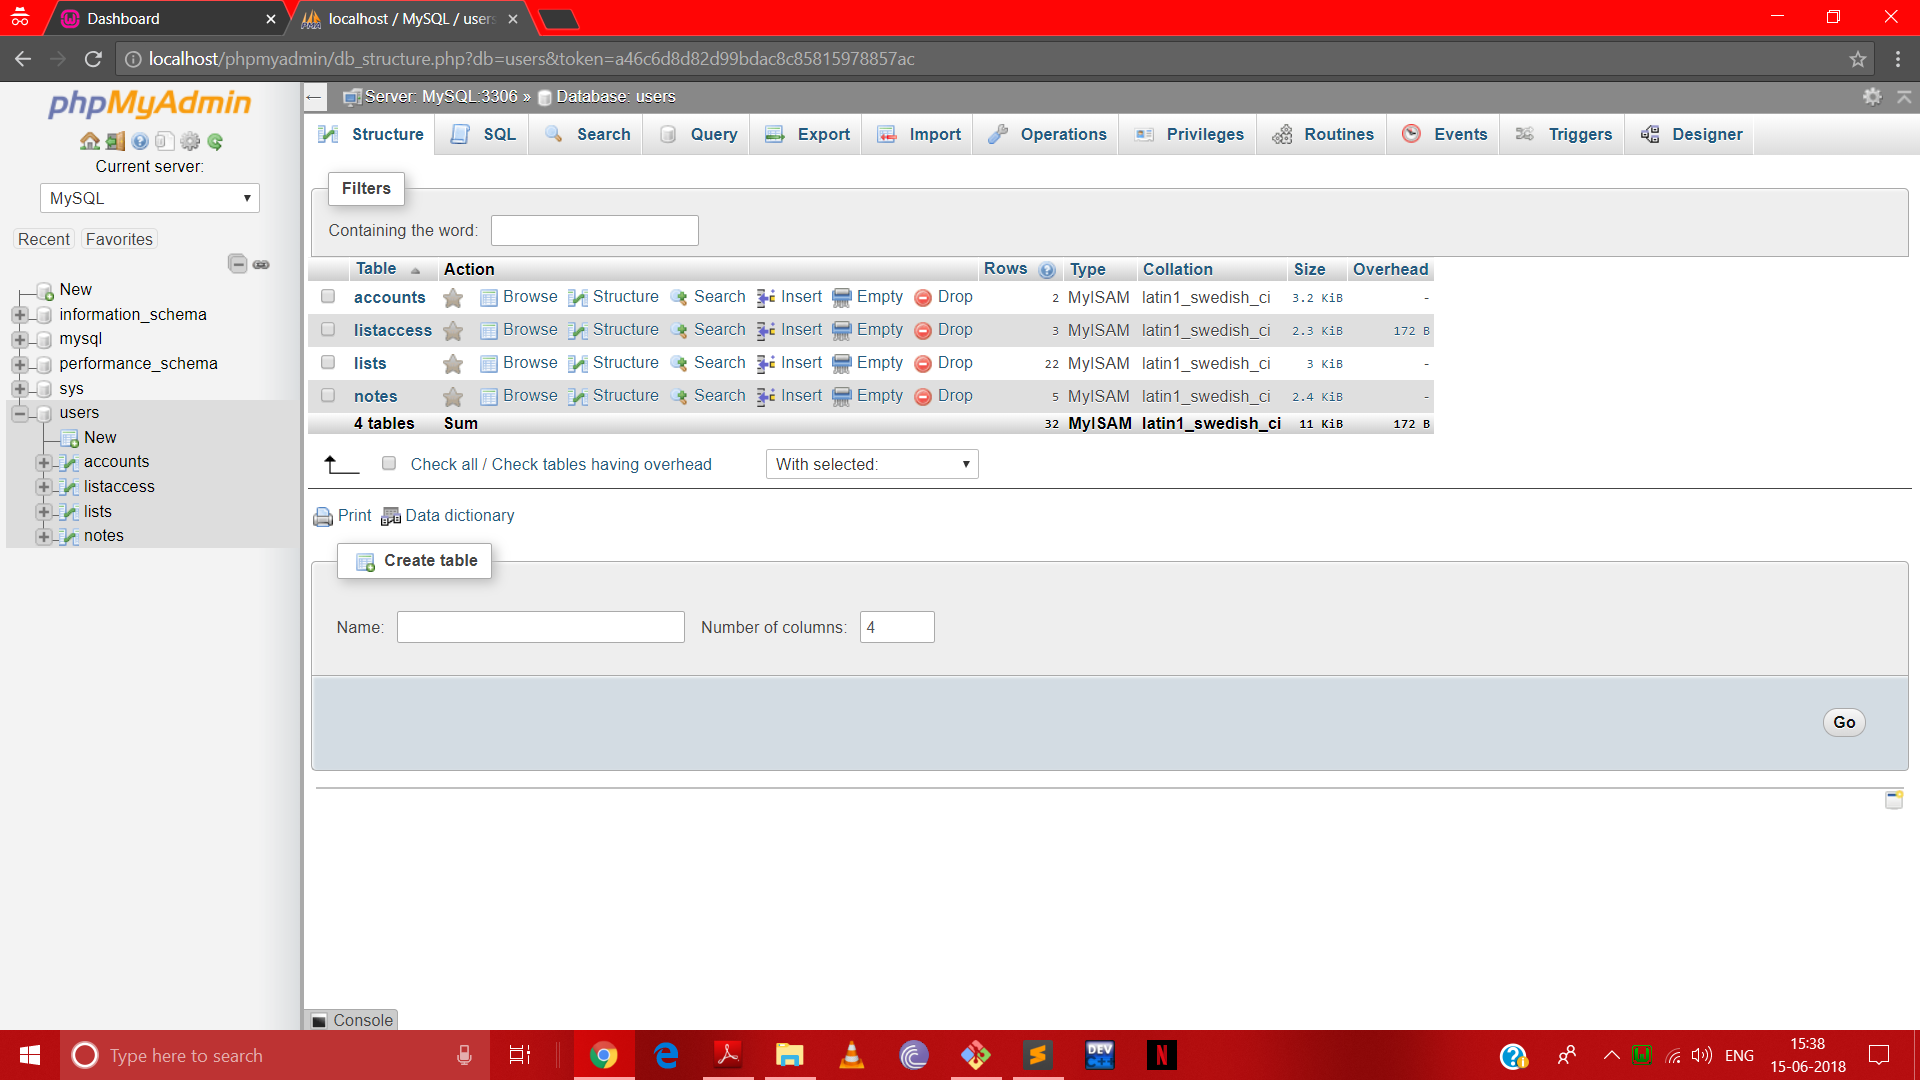 Dashboard
localhost / MySQL / users
localhost/phpmyadmin/db_structure.php?db=users&token=a46c6d8d82d99bdac8c85815978857ac
phpMyAdmin
Current server:
MySQL
Recent Favorites
New
information_schema
mysql
performance_schema
sys
users
New
accounts
listaccess
lists
notes
Server: MySQL:3306 » Database: users
Structure SQL Search Query Export Import Operations Privileges Routines Events Triggers Designer
Filters
Containing the word:
Table Action Rows Type Collation Size Overhead
accounts Browse Structure Search Insert Empty Drop 2 MyISAM latin1_swedish_ci 3.2 KiB -
listaccess Browse Structure Search Insert Empty Drop 3 MyISAM latin1_swedish_ci 2.3 KiB 172 B
lists Browse Structure Search Insert Empty Drop 22 MyISAM latin1_swedish_ci 3 KiB -
notes Browse Structure Search Insert Empty Drop 5 MyISAM latin1_swedish_ci 2.4 KiB -
4 tables Sum 32 MyISAM latin1_swedish_ci 11 KiB 172 B
Check all / Check tables having overhead With selected:
Print Data dictionary
Create table
Name: Number of columns: 4
Go
Console
Type here to search
DEV C++
N
ENG
15:38
15-06-2018